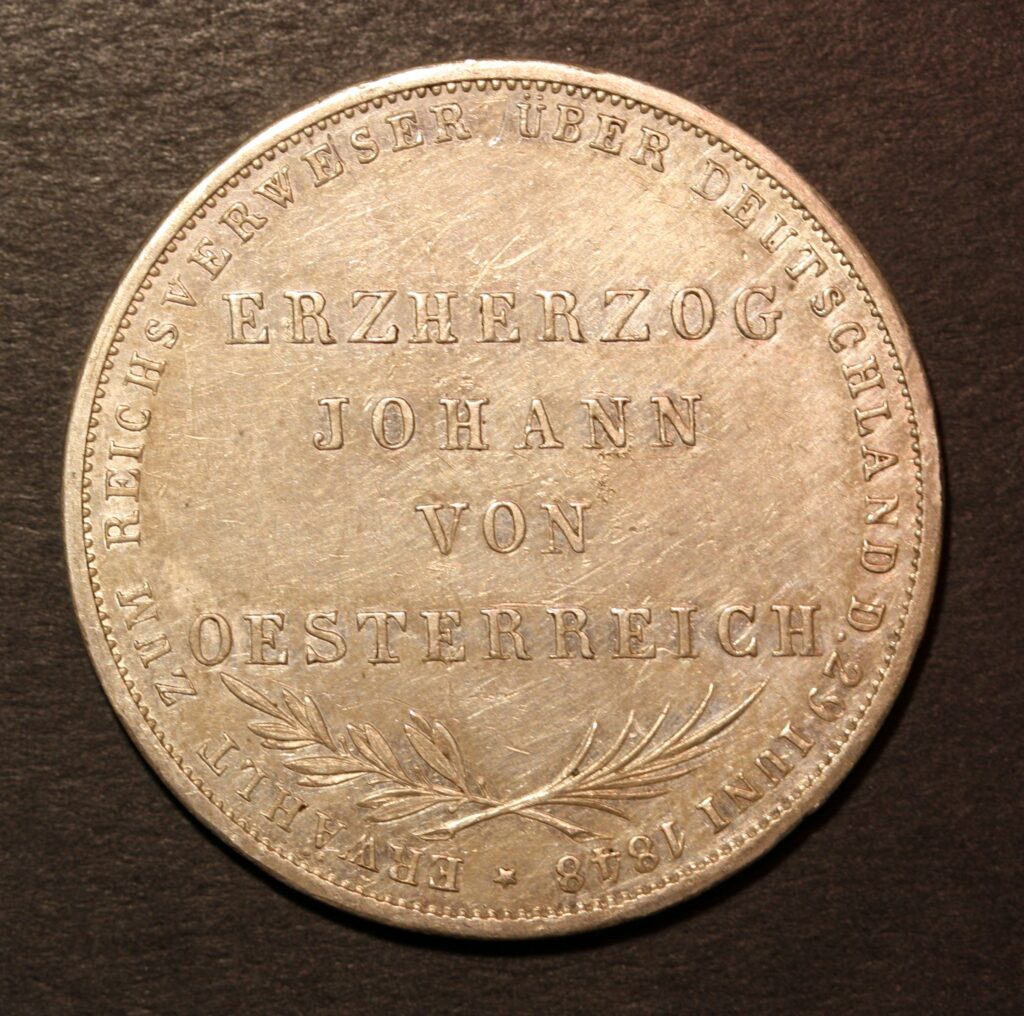 ERWÄHLT ZUM REICHSVERWESER ÜBER DEUTSCHLAND D. 29 JUNI 1848
ERZHERZOG
JOHANN
VON
OESTERREICH